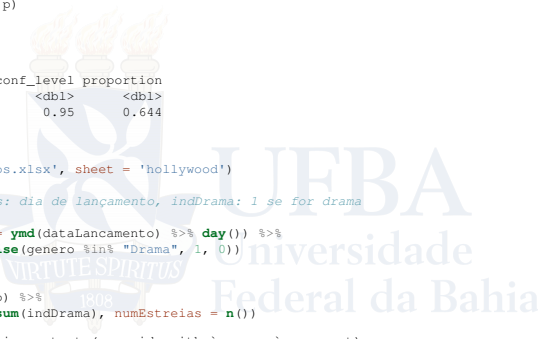 p)
conf_level proportion
<dbl> <dbl>
0.95 0.644
os.xlsx', sheet = 'hollywood')
s: dia de lançamento, indDrama: 1 se for drama
= ymd(dataLancamento) %>% day()) %>%
lse(genero %in% "Drama", 1, 0))
o) %>%
sum(indDrama), numEstreias = n())
UFBA
Universidade
Federal da Bahia
VIRTUTE SPIRITUS
1808